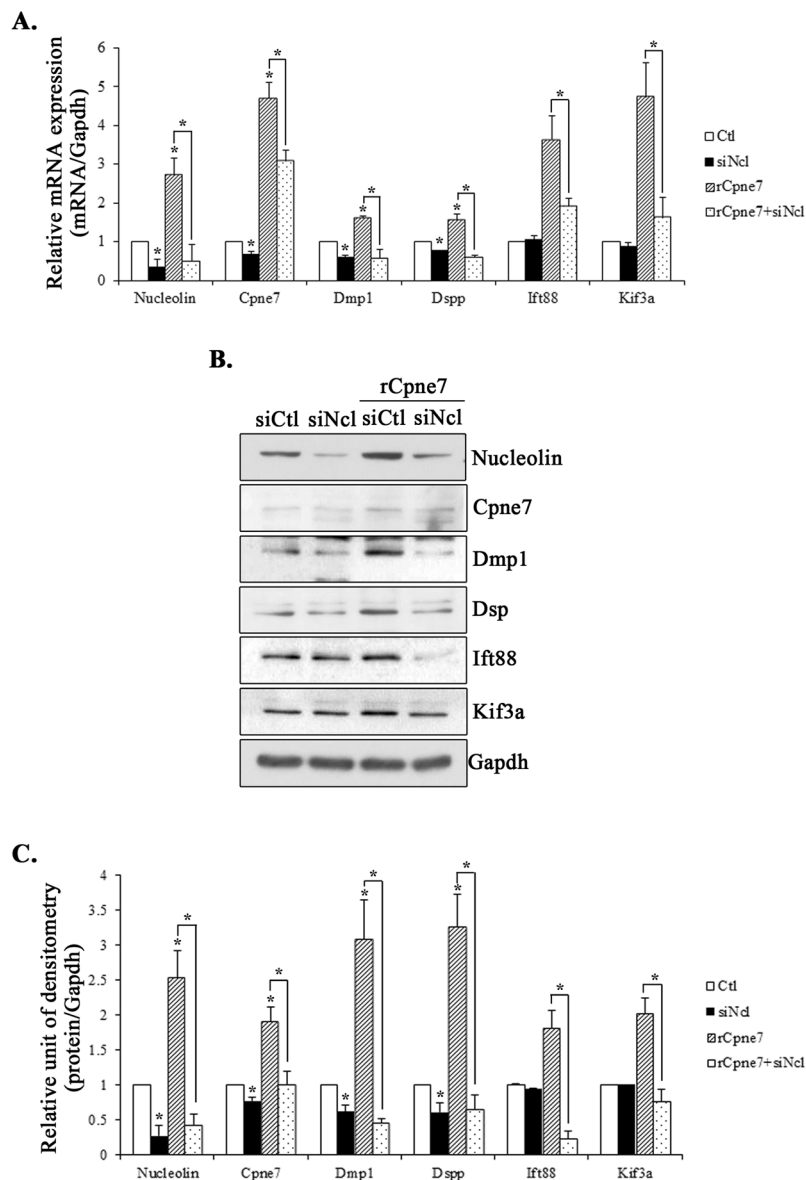 A.
Relative mRNA expression
(mRNA/Gapdh)
6
5
4
3
2
1
0
* * * *
* * * *
* * * *
* * * *
*
*
Nucleolin Cpne7 Dmp1 Dspp Ift88 Kif3a
Ctl
siNcl
rCpne7
rCpne7+siNcl
B.
rCpne7
siCtl siNcl siCtl siNcl
Nucleolin
Cpne7
Dmp1
Dsp
Ift88
Kif3a
Gapdh
C.
Relative unit of densitometry
(protein/Gapdh)
4
3.5
3
2.5
2
1.5
1
0.5
0
* * *
* * *
* * *
* * *
*
*
Nucleolin Cpne7 Dmp1 Dspp Ift88 Kif3a
Ctl
siNcl
rCpne7
rCpne7+siNcl